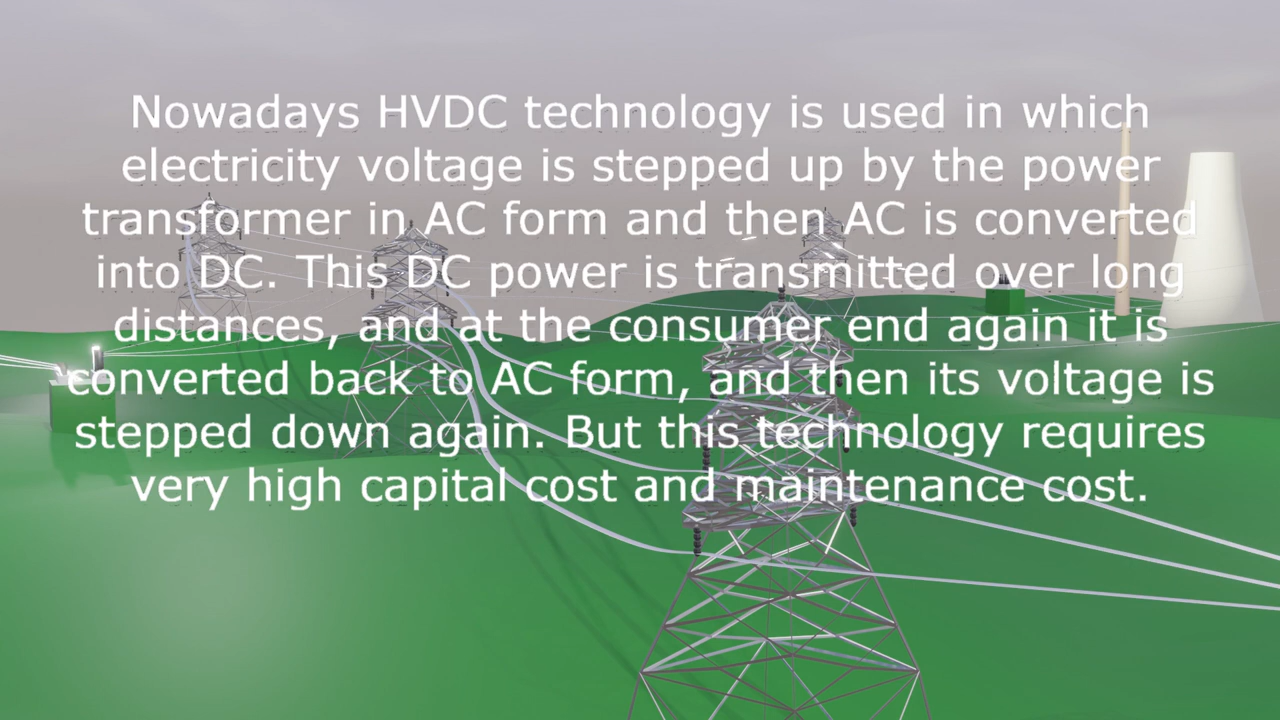 Nowadays HVDC technology is used in which
electricity voltage is stepped up by the power
transformer in AC form and then AC is converted
into DC. This DC power is transmitted over long
distances, and at the consumer end again it is
converted back to AC form, and then its voltage is
stepped down again. But this technology requires
very high capital cost and maintenance cost.